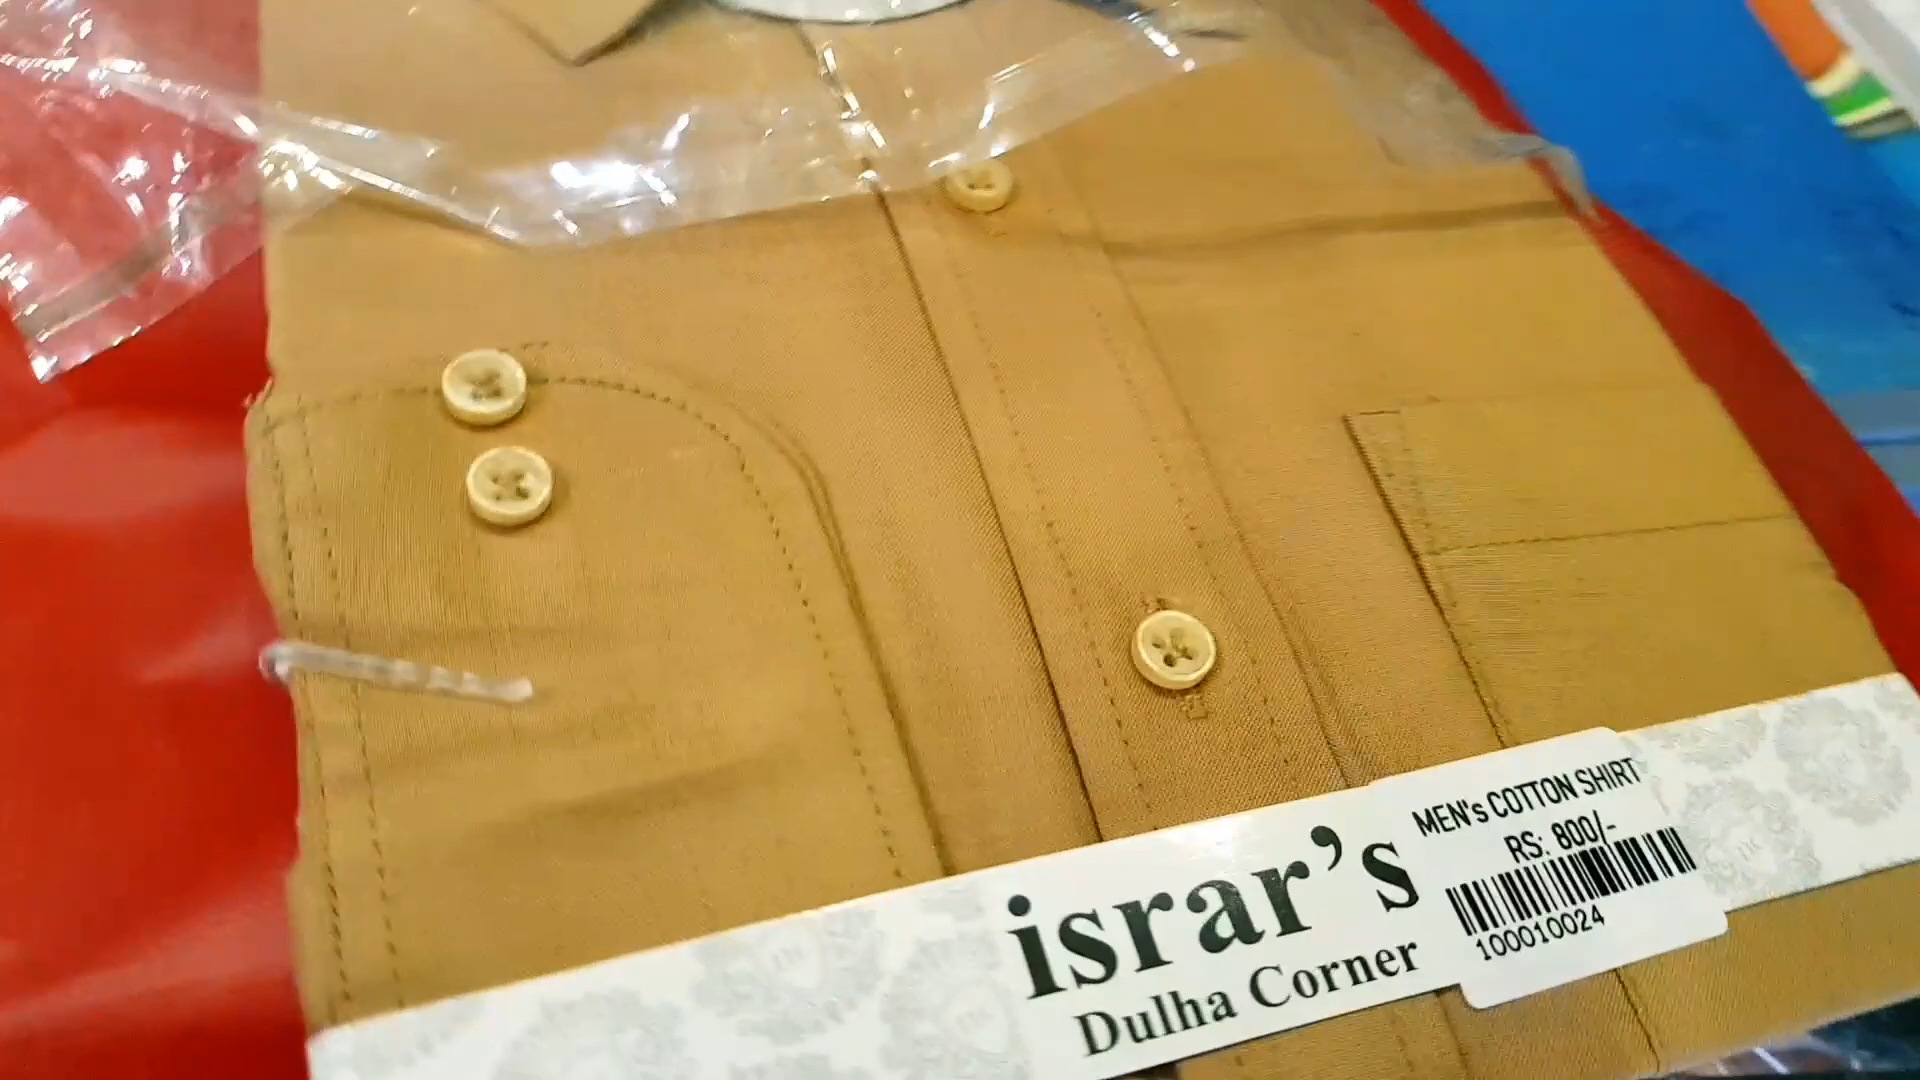 israr's
Dulha Corner
MEN's COTTON SHIRT
RS: 800/-
100010024